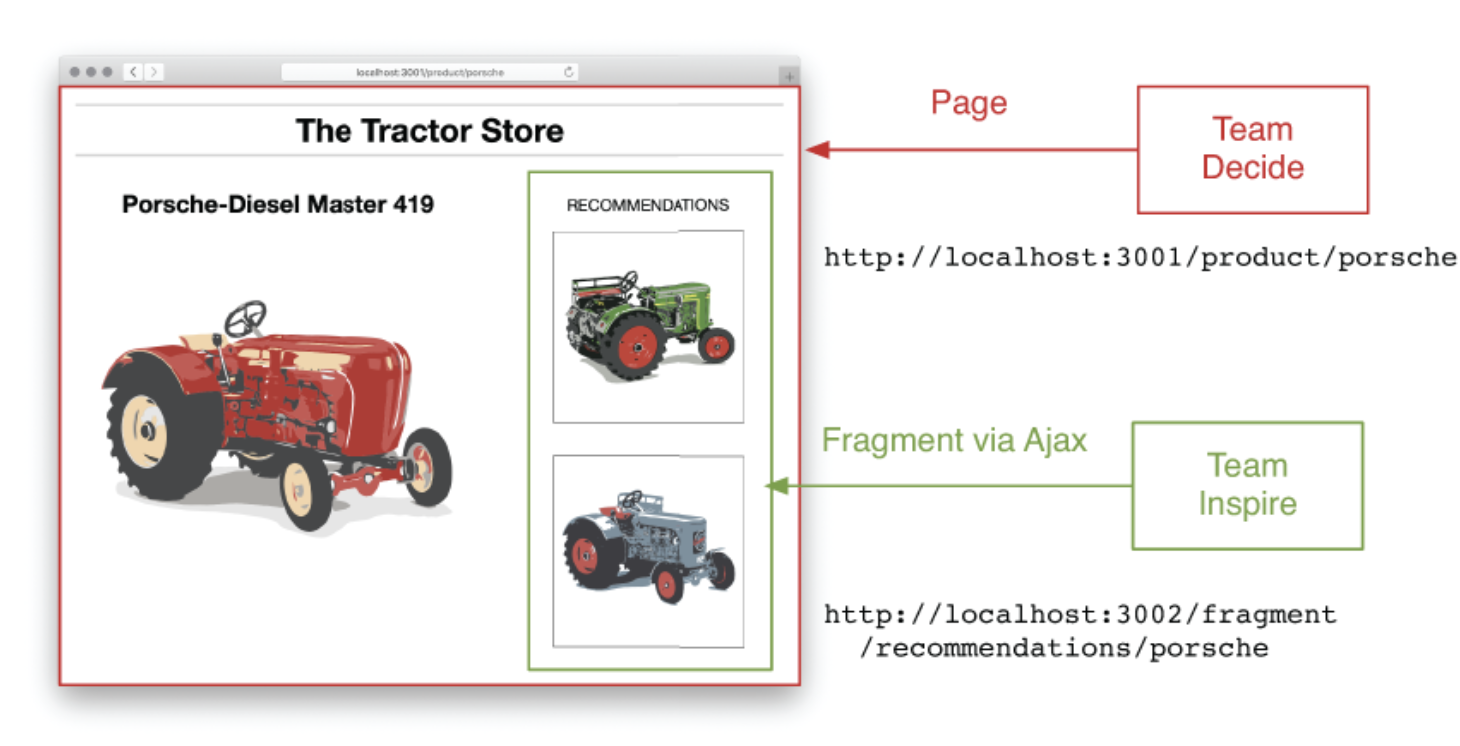 localhost:3001/product/porsche
The Tractor Store
Porsche-Diesel Master 419
RECOMMENDATIONS
Page
Team
Decide
http://localhost:3001/product/porsche
Fragment via Ajax
Team
Inspire
http://localhost:3002/fragment
/recommendations/porsche